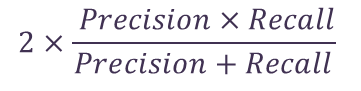 2 × Precision × Recall
Precision + Recall